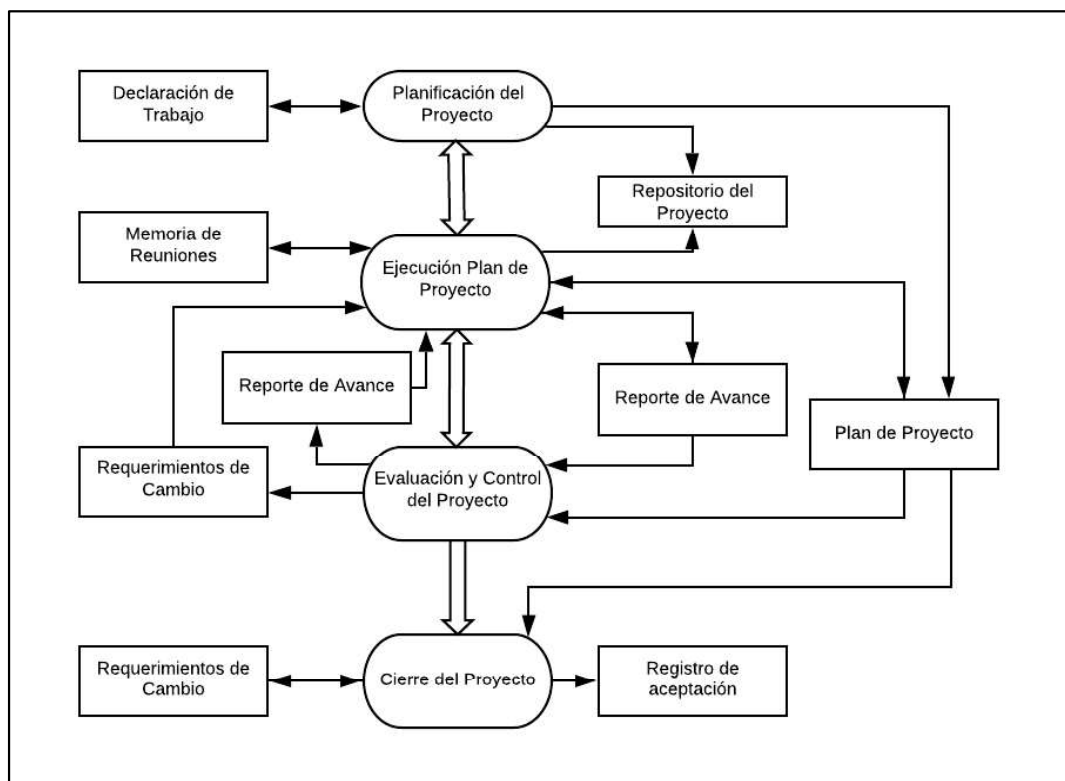 Declaración de
Trabajo
Planificación del
Proyecto
Repositorio del
Proyecto
Memoria de
Reuniones
Ejecución Plan de
Proyecto
Reporte de Avance
Reporte de Avance
Plan de Proyecto
Requerimientos de
Cambio
Evaluación y Control
del Proyecto
Requerimientos de
Cambio
Cierre del Proyecto
Registro de
aceptación